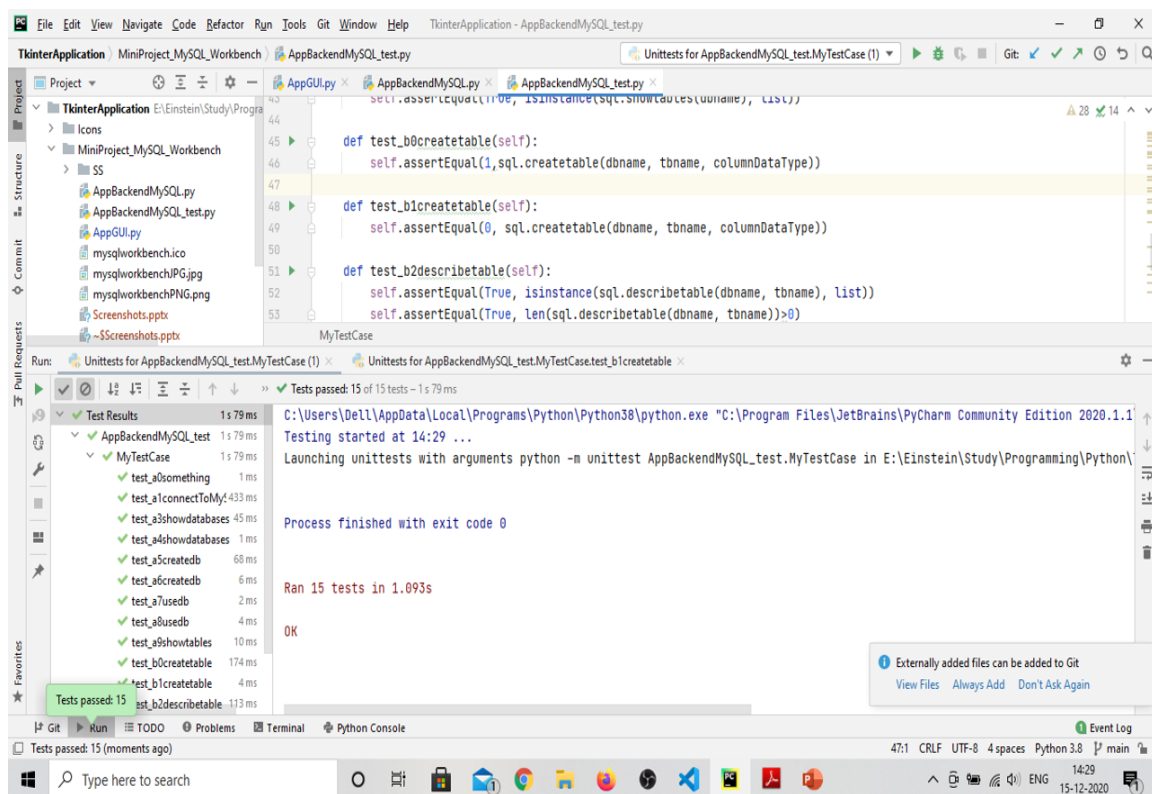 PC File Edit View Navigate Code Refactor Run Tools Git Window Help TkinterApplication - AppBackendMySQL_test.py
TkinterApplication MiniProject_MySQL_Workbench AppBackendMySQL_test.py Unittests for AppBackendMySQL_test.MyTestCase (1) Git:
Project AppGUI.py AppBackendMySQL.py AppBackendMySQL_test.py
TkinterApplication E:\Einstein\Study\Progra
Icons
MiniProject_MySQL_Workbench
SS
AppBackendMySQL.py
AppBackendMySQL_test.py
AppGUI.py
mysqlworkbench.ico
mysqlworkbenchJPG.jpg
mysqlworkbenchPNG.png
Screenshots.pptx
~$Screenshots.pptx
Project
Structure
Commit
Pull Requests
Favorites
28 14
43 self.assertEqual(True, isinstance(sql.showtables(dbname), list))
44
45 def test_b0createtable(self):
46 self.assertEqual(1,sql.createtable(dbname, tbname, columnDataType))
47
48 def test_b1createtable(self):
49 self.assertEqual(0, sql.createtable(dbname, tbname, columnDataType))
50
51 def test_b2describetable(self):
52 self.assertEqual(True, isinstance(sql.describetable(dbname, tbname), list))
53 self.assertEqual(True, len(sql.describetable(dbname, tbname))>0)
MyTestCase
Run: Unittests for AppBackendMySQL_test.MyTestCase (1) Unittests for AppBackendMySQL_test.MyTestCase.test_b1createtable
» Tests passed: 15 of 15 tests – 1 s 79 ms
Test Results 1 s 79 ms
AppBackendMySQL_test 1 s 79 ms
MyTestCase 1 s 79 ms
test_a0something 1 ms
test_a1connectToMyS 433 ms
test_a3showdatabases 45 ms
test_a4showdatabases 1 ms
test_a5createdb 68 ms
test_a6createdb 6 ms
test_a7usedb 2 ms
test_a8usedb 4 ms
test_a9showtables 10 ms
test_b0createtable 174 ms
test_b1createtable 4 ms
test_b2describetable 113 ms
C:\Users\Dell\AppData\Local\Programs\Python\Python38\python.exe "C:\Program Files\JetBrains\PyCharm Community Edition 2020.1.1
Testing started at 14:29 ...
Launching unittests with arguments python -m unittest AppBackendMySQL_test.MyTestCase in E:\Einstein\Study\Programming\Python\
Process finished with exit code 0
Ran 15 tests in 1.093s
OK
Tests passed: 15
Externally added files can be added to Git
View Files Always Add Don't Ask Again
Git Run TODO Problems Terminal Python Console 1 Event Log
Tests passed: 15 (moments ago) 47:1 CRLF UTF-8 4 spaces Python 3.8 main
Type here to search PC ENG 14:29
15-12-2020 1